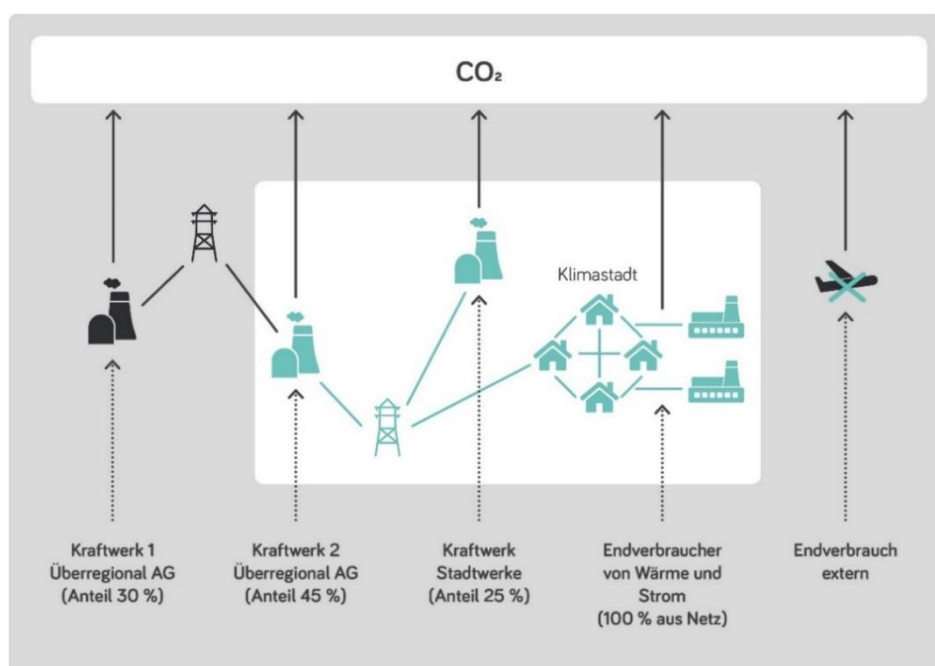 CO₂
Klimastadt
Kraftwerk 1
Überregional AG
(Anteil 30 %)
Kraftwerk 2
Überregional AG
(Anteil 45 %)
Kraftwerk
Stadtwerke
(Anteil 25 %)
Endverbraucher
von Wärme und
Strom
(100 % aus Netz)
Endverbrauch
extern